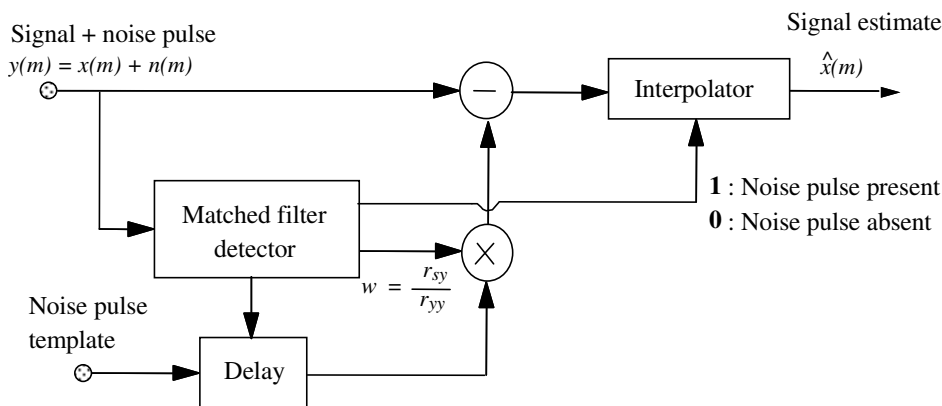 Signal + noise pulse
y(m) = x(m) + n(m)
Signal estimate
x̂(m)
−
Interpolator
1 : Noise pulse present
0 : Noise pulse absent
Matched filter
detector
×
w = r_sy / r_yy
Noise pulse
template
Delay